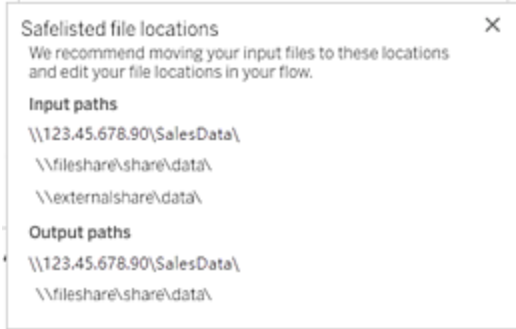 Safelisted file locations
We recommend moving your input files to these locations
and edit your file locations in your flow.
Input paths
\\123.45.678.90\SalesData\
\\fileshare\share\data\
\\externalshare\data\
Output paths
\\123.45.678.90\SalesData\
\\fileshare\share\data\